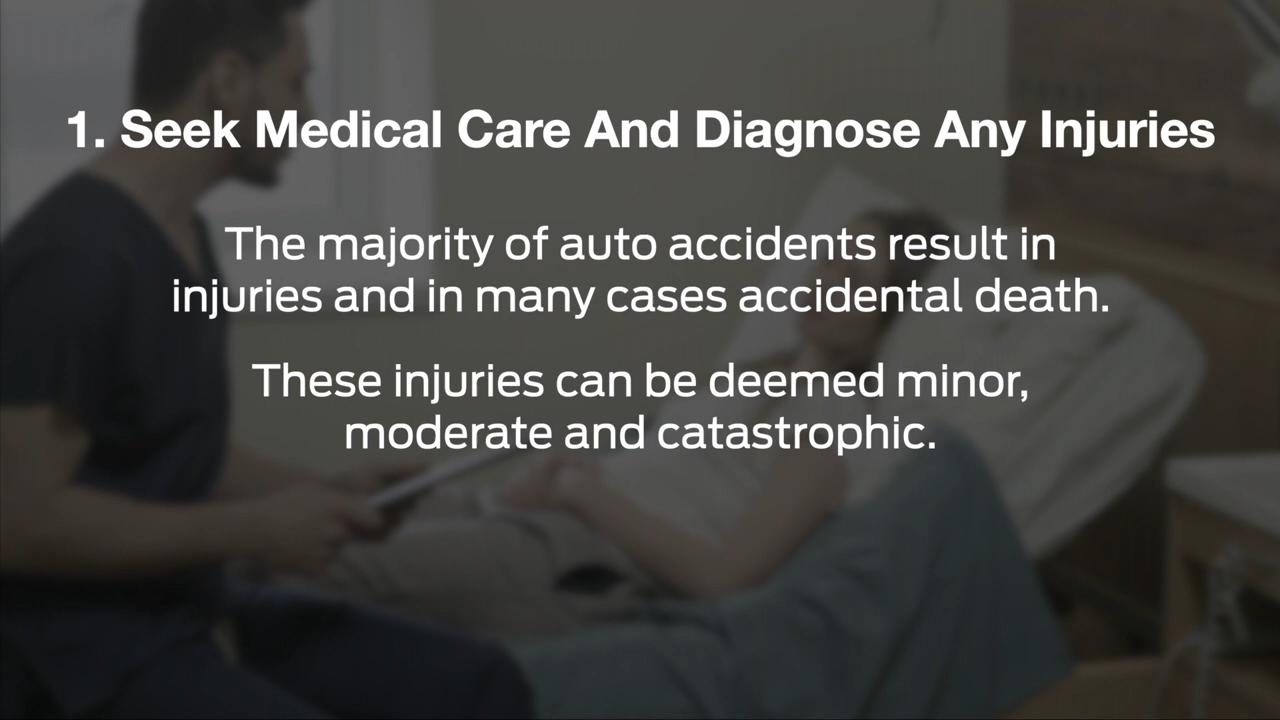 1. Seek Medical Care And Diagnose Any Injuries
The majority of auto accidents result in
injuries and in many cases accidental death.
These injuries can be deemed minor,
moderate and catastrophic.